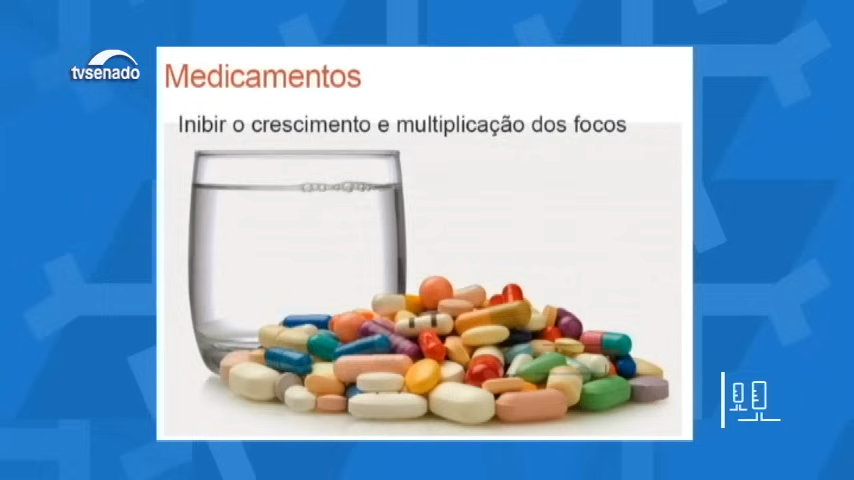 tvsenado
Medicamentos
Inibir o crescimento e multiplicação dos focos